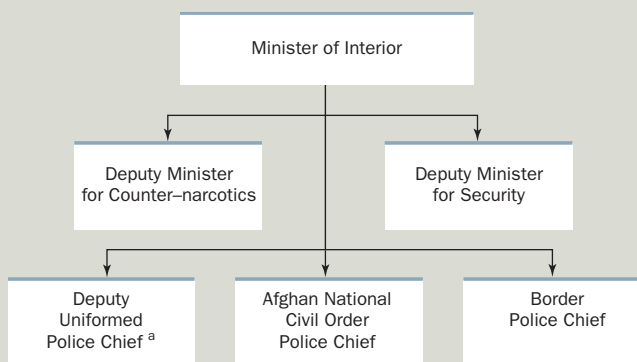 Minister of Interior
Deputy Minister
for Counter–narcotics
Deputy Minister
for Security
Deputy
Uniformed
Police Chief a
Afghan National
Civil Order
Police Chief
Border
Police Chief